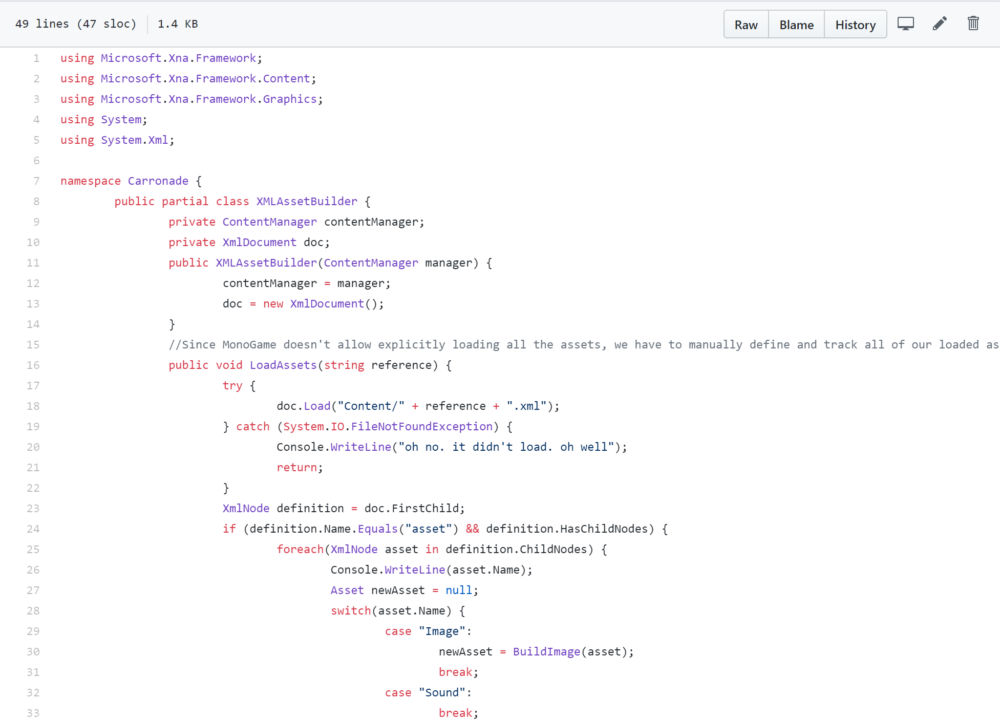 49 lines (47 sloc) 1.4 KB Raw Blame History
1 using Microsoft.Xna.Framework;
2 using Microsoft.Xna.Framework.Content;
3 using Microsoft.Xna.Framework.Graphics;
4 using System;
5 using System.Xml;
6
7 namespace Carronade {
8 public partial class XMLAssetBuilder {
9 private ContentManager contentManager;
10 private XmlDocument doc;
11 public XMLAssetBuilder(ContentManager manager) {
12 contentManager = manager;
13 doc = new XmlDocument();
14 }
15 //Since MonoGame doesn't allow explicitly loading all the assets, we have to manually define and track all of our loaded as
16 public void LoadAssets(string reference) {
17 try {
18 doc.Load("Content/" + reference + ".xml");
19 } catch (System.IO.FileNotFoundException) {
20 Console.WriteLine("oh no. it didn't load. oh well");
21 return;
22 }
23 XmlNode definition = doc.FirstChild;
24 if (definition.Name.Equals("asset") && definition.HasChildNodes) {
25 foreach(XmlNode asset in definition.ChildNodes) {
26 Console.WriteLine(asset.Name);
27 Asset newAsset = null;
28 switch(asset.Name) {
29 case "Image":
30 newAsset = BuildImage(asset);
31 break;
32 case "Sound":
33 break;